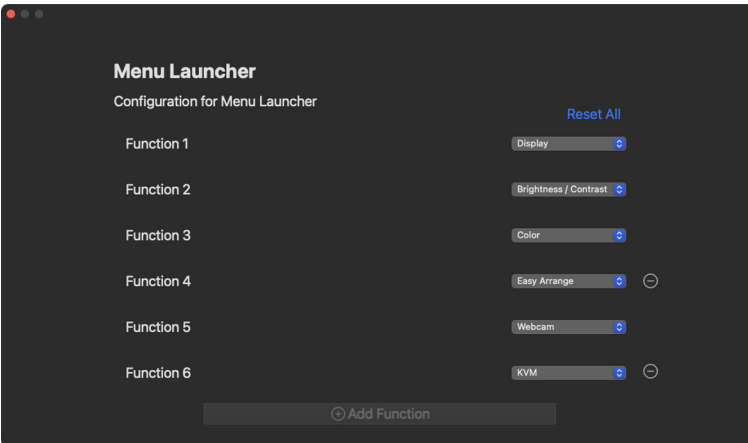 Menu Launcher
Configuration for Menu Launcher
Reset All
Function 1 Display
Function 2 Brightness / Contrast
Function 3 Color
Function 4 Easy Arrange
Function 5 Webcam
Function 6 KVM
Add Function